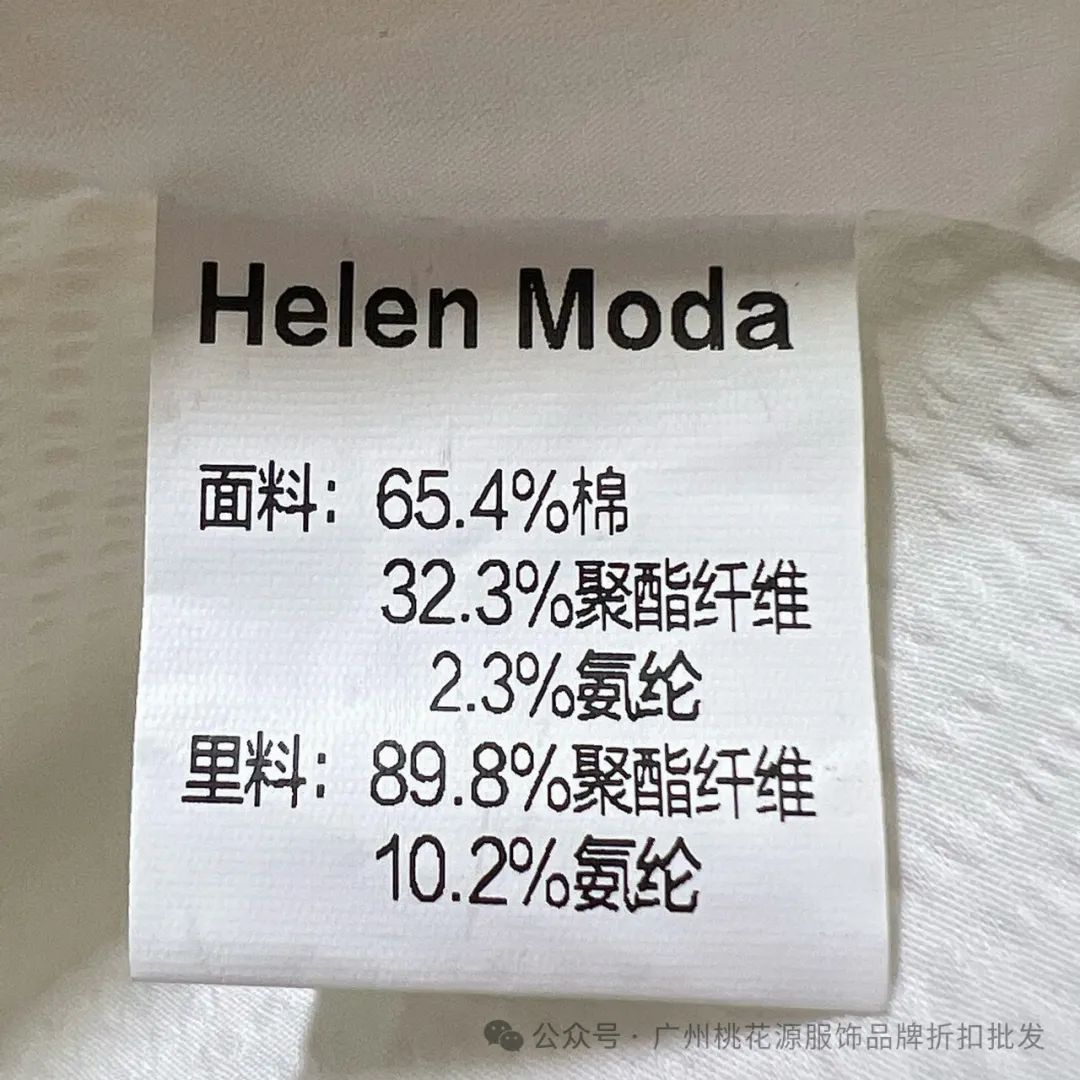 Helen Moda
面料：65.4%棉
32.3%聚酯纤维
2.3%氨纶
里料：89.8%聚酯纤维
10.2%氨纶
公众号·广州桃花源服饰品牌折扣批发